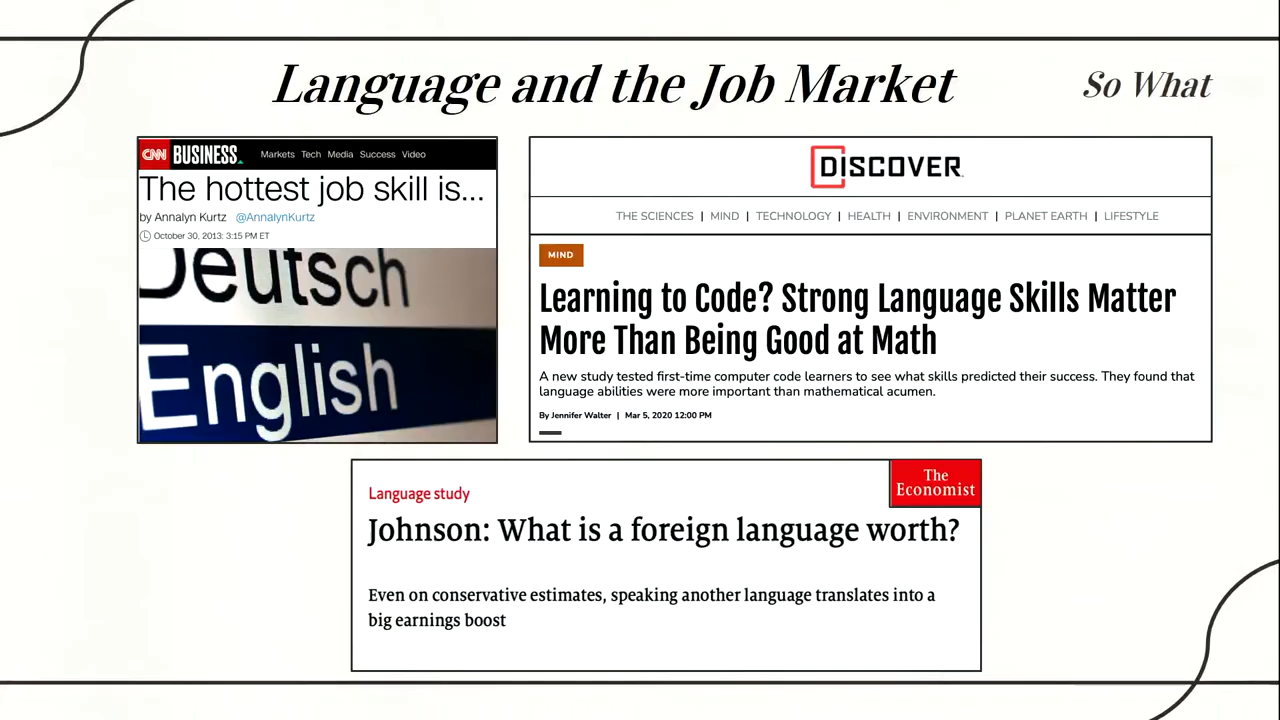 Language and the Job Market
So What
CNN BUSINESS Markets Tech Media Success Video
The hottest job skill is...
by Annalyn Kurtz @AnnalynKurtz
October 30, 2013: 3:15 PM ET
Deutsch
English
DISCOVER
THE SCIENCES | MIND | TECHNOLOGY | HEALTH | ENVIRONMENT | PLANET EARTH | LIFESTYLE
MIND
Learning to Code? Strong Language Skills Matter
More Than Being Good at Math
A new study tested first-time computer code learners to see what skills predicted their success. They found that
language abilities were more important than mathematical acumen.
By Jennifer Walter | Mar 5, 2020 12:00 PM
The
Economist
Language study
Johnson: What is a foreign language worth?
Even on conservative estimates, speaking another language translates into a
big earnings boost